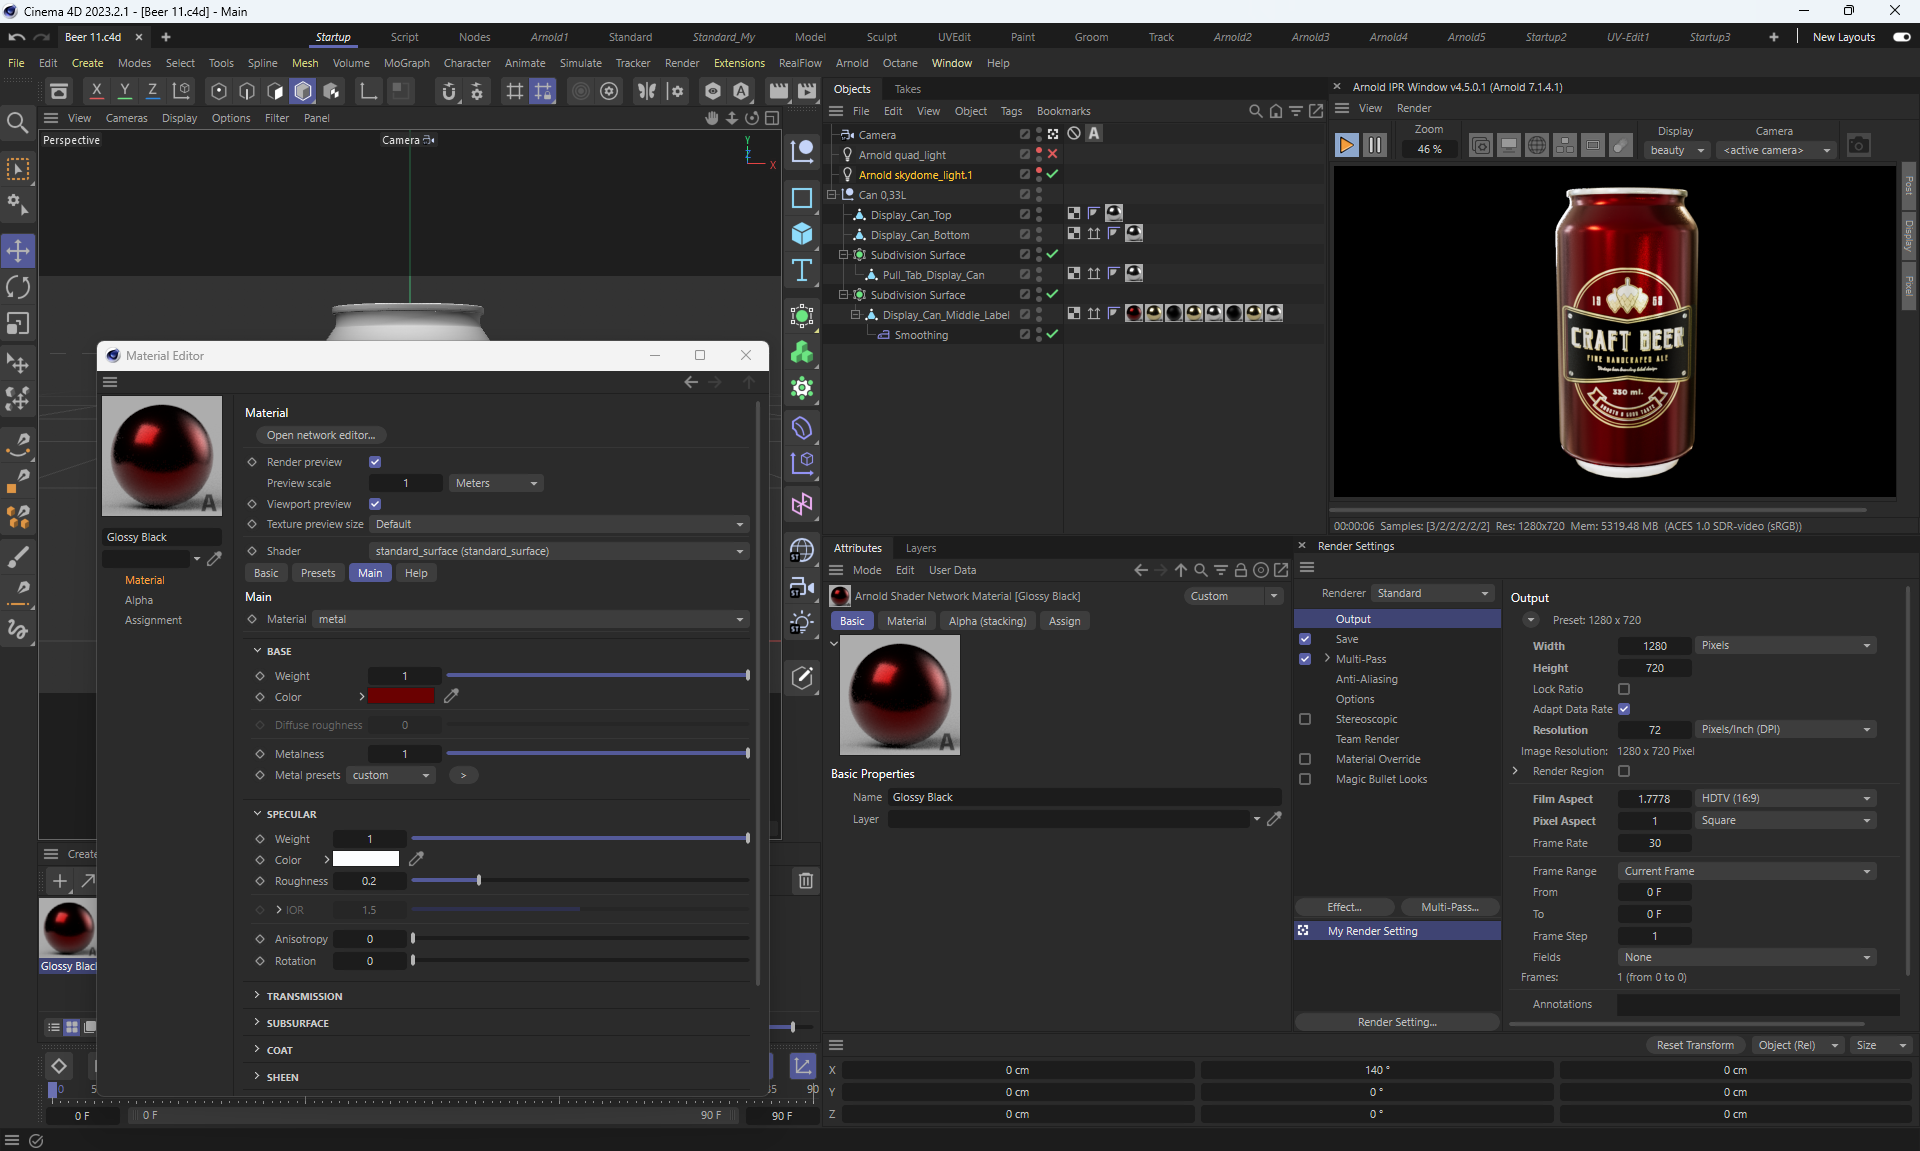 Cinema 4D 2023.2.1 - [Beer 11.c4d] - Main
Beer 11.c4d
Startup Script Nodes Arnold1 Standard Standard_My Model Sculpt UVEdit Paint Groom Track Arnold2 Arnold3 Arnold4 Arnold5 Startup2 UV-Edit1 Startup3 New Layouts
File Edit Create Modes Select Tools Spline Mesh Volume MoGraph Character Animate Simulate Tracker Render Extensions RealFlow Arnold Octane Window Help
X Y Z
View Cameras Display Options Filter Panel
Perspective
Camera
Y
Z
X
Objects Takes
File Edit View Object Tags Bookmarks
Camera
Arnold quad_light
Arnold skydome_light.1
Can 0,33L
Display_Can_Top
Display_Can_Bottom
Subdivision Surface
Pull_Tab_Display_Can
Subdivision Surface
Display_Can_Middle_Label
Smoothing
Arnold IPR Window v4.5.0.1 (Arnold 7.1.4.1)
View Render
Zoom
46 %
Display
beauty
Camera
<active camera>
Post
Display
Pixel
CRAFT BEER
FINE HANDCRAFED ALE
330 ml.
00:00:06 Samples: [3/2/2/2/2/2] Res: 1280x720 Mem: 5319.48 MB (ACES 1.0 SDR-video (sRGB))
Material Editor
Glossy Black
Material
Alpha
Assignment
Material
Open network editor...
Render preview
Preview scale 1 Meters
Viewport preview
Texture preview size Default
Shader standard_surface (standard_surface)
Basic Presets Main Help
Main
Material metal
BASE
Weight 1
Color
Diffuse roughness 0
Metalness 1
Metal presets custom >
SPECULAR
Weight 1
Color
Roughness 0.2
IOR 1.5
Anisotropy 0
Rotation 0
TRANSMISSION
SUBSURFACE
COAT
SHEEN
Create
Glossy Blac
0 5 35 90
0 F 0 F 90 F 90 F
Attributes Layers
Mode Edit User Data
Arnold Shader Network Material [Glossy Black] Custom
Basic Material Alpha (stacking) Assign
Basic Properties
Name Glossy Black
Layer
Render Settings
Renderer Standard
Output
Save
Multi-Pass
Anti-Aliasing
Options
Stereoscopic
Team Render
Material Override
Magic Bullet Looks
Effect... Multi-Pass...
My Render Setting
Render Setting...
Output
Preset: 1280 x 720
Width 1280 Pixels
Height 720
Lock Ratio
Adapt Data Rate
Resolution 72 Pixels/Inch (DPI)
Image Resolution: 1280 x 720 Pixel
Render Region
Film Aspect 1.7778 HDTV (16:9)
Pixel Aspect 1 Square
Frame Rate 30
Frame Range Current Frame
From 0 F
To 0 F
Frame Step 1
Fields None
Frames: 1 (from 0 to 0)
Annotations
Reset Transform Object (Rel) Size
X 0 cm 140 ° 0 cm
Y 0 cm 0 ° 0 cm
Z 0 cm 0 ° 0 cm